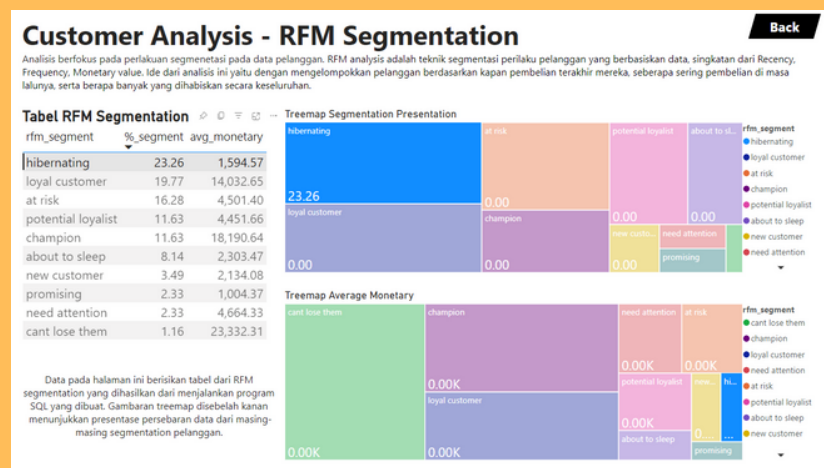 Customer Analysis - RFM Segmentation
Back
Analisis berfokus pada perlakuan segmenetasi pada data pelanggan. RFM analysis adalah teknik segmentasi perilaku pelanggan yang berbasiskan data, singkatan dari Recency,
Frequency, Monetary value. Ide dari analisis ini yaitu dengan mengelompokkan pelanggan berdasarkan kapan pembelian terakhir mereka, seberapa sering pembelian di masa
lalunya, serta berapa banyak yang dihabiskan secara keseluruhan.
Tabel RFM Segmentation
rfm_segment %_segment avg_monetary
hibernating 23.26 1,594.57
loyal customer 19.77 14,032.65
at risk 16.28 4,501.40
potential loyalist 11.63 4,451.66
champion 11.63 18,190.64
about to sleep 8.14 2,303.47
new customer 3.49 2,134.08
promising 2.33 1,004.37
need attention 2.33 4,664.33
cant lose them 1.16 23,332.31
Data pada halaman ini berisikan tabel dari RFM
segmentation yang dihasilkan dari menjalankan program
SQL yang dibuat. Gambaran treemap disebelah kanan
menunjukkan presentase persebaran data dari masing-
masing segmentation pelanggan.
Treemap Segmentation Presentation
hibernating
23.26
loyal customer
0.00
at risk
0.00
champion
0.00
potential loyalist
0.00
about to sl...
0.00
new custo...
0.00
need attention
promising
rfm_segment
hibernating
loyal customer
at risk
champion
potential loyalist
about to sleep
new customer
need attention
Treemap Average Monetary
cant lose them
0.00K
champion
0.00K
loyal customer
0.00K
need attention
0.00K
at risk
0.00K
potential loyalist
0.00K
about to sleep
new...
0....
hi...
...
promising
rfm_segment
cant lose them
champion
loyal customer
need attention
at risk
potential loyalist
about to sleep
new customer